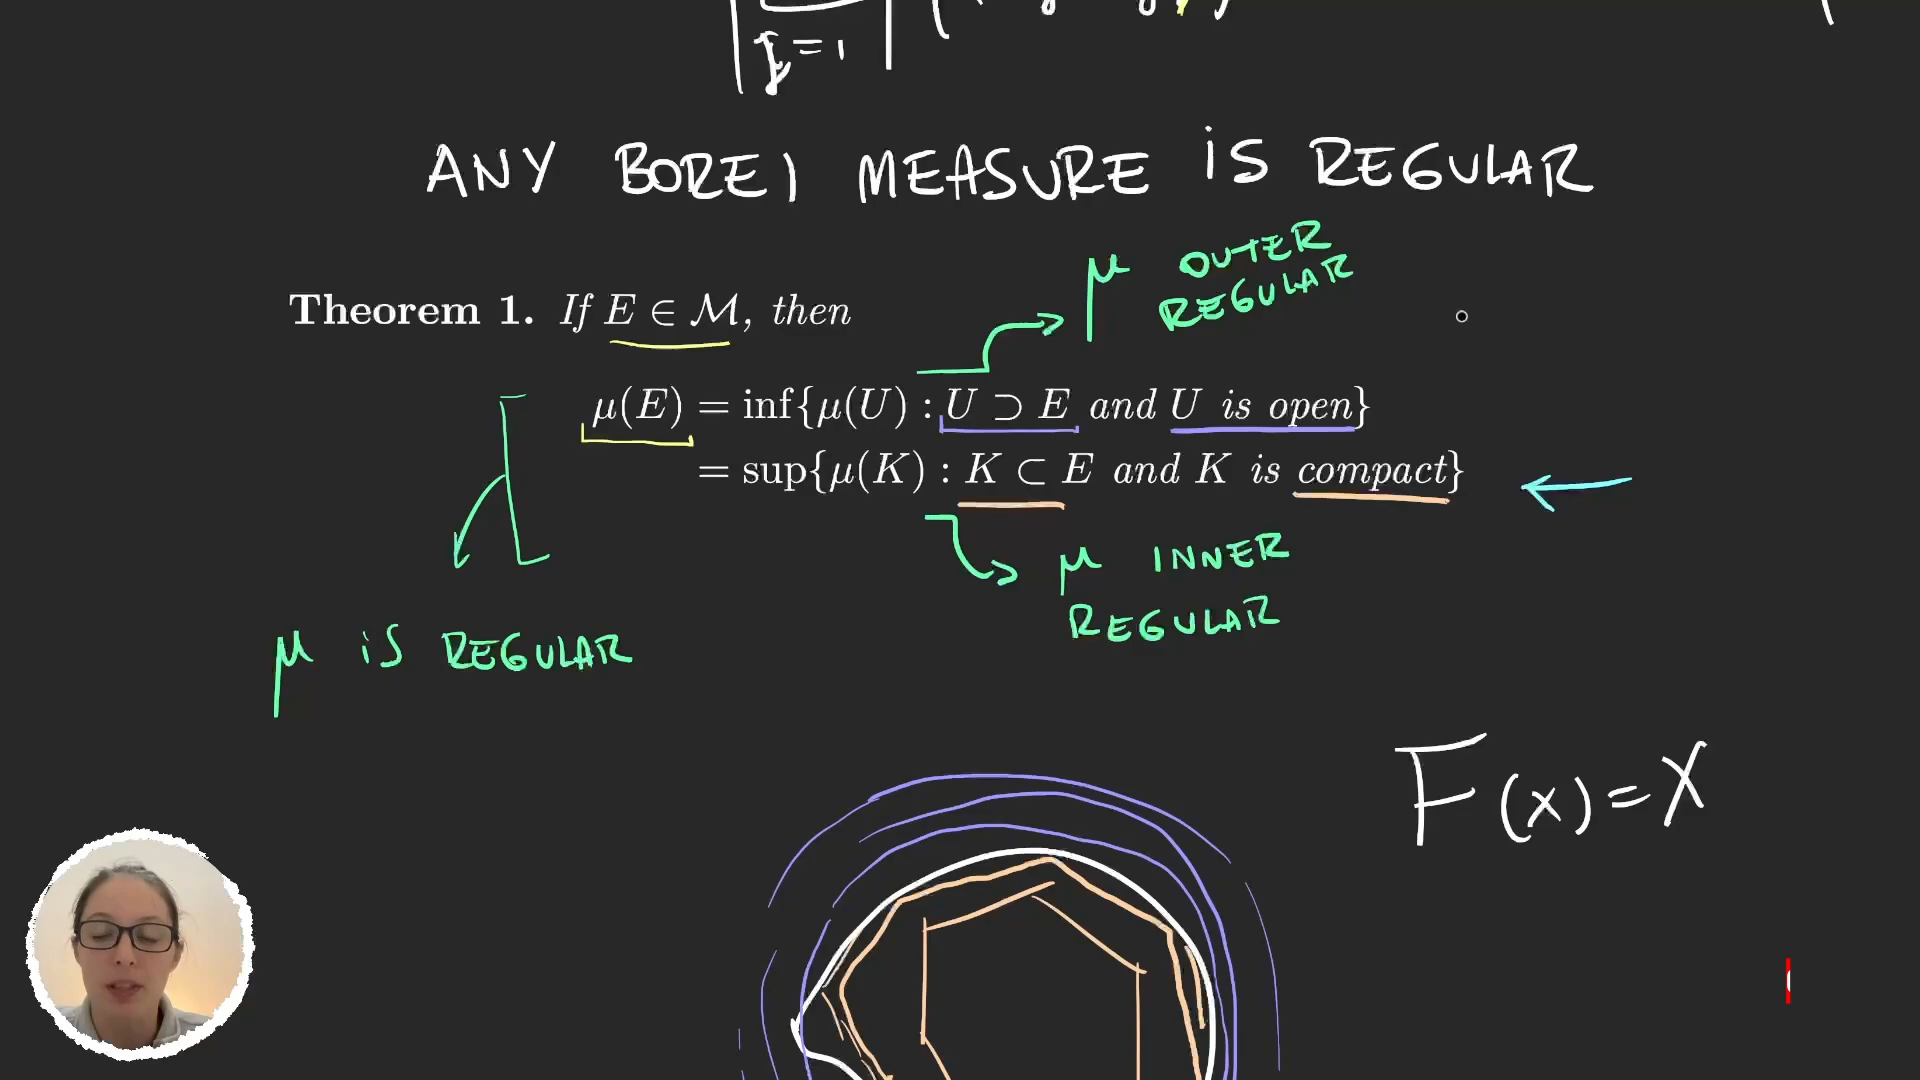 j=1
ANY BOREl MEASURE iS REGULAR
μ OUTER
REGULAR
Theorem 1. If E ∈ M, then
μ(E) = inf{μ(U) : U ⊃ E and U is open}
= sup{μ(K) : K ⊂ E and K is compact}
μ INNER
REGULAR
μ iS REGULAR
F(x)=X